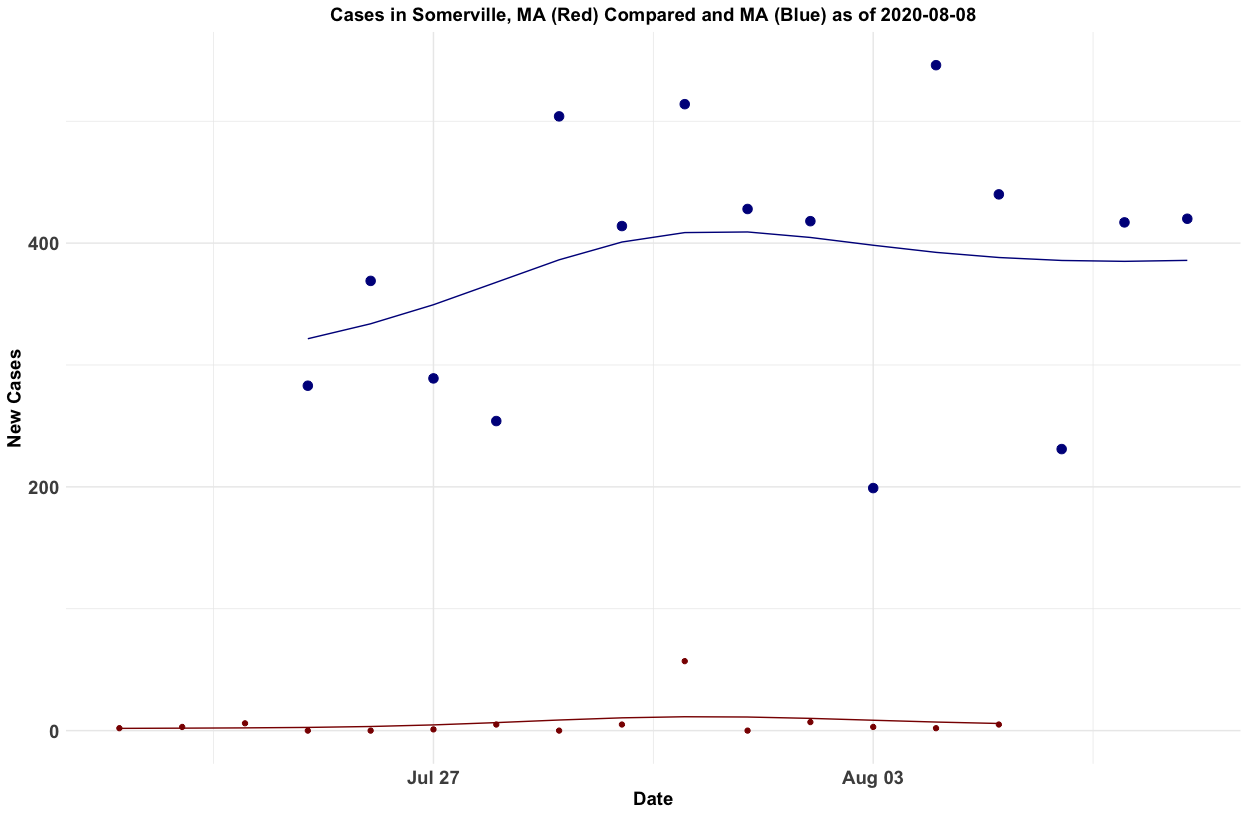 Cases in Somerville, MA (Red) Compared and MA (Blue) as of 2020-08-08
New Cases
400
200
0
Jul 27
Aug 03
Date